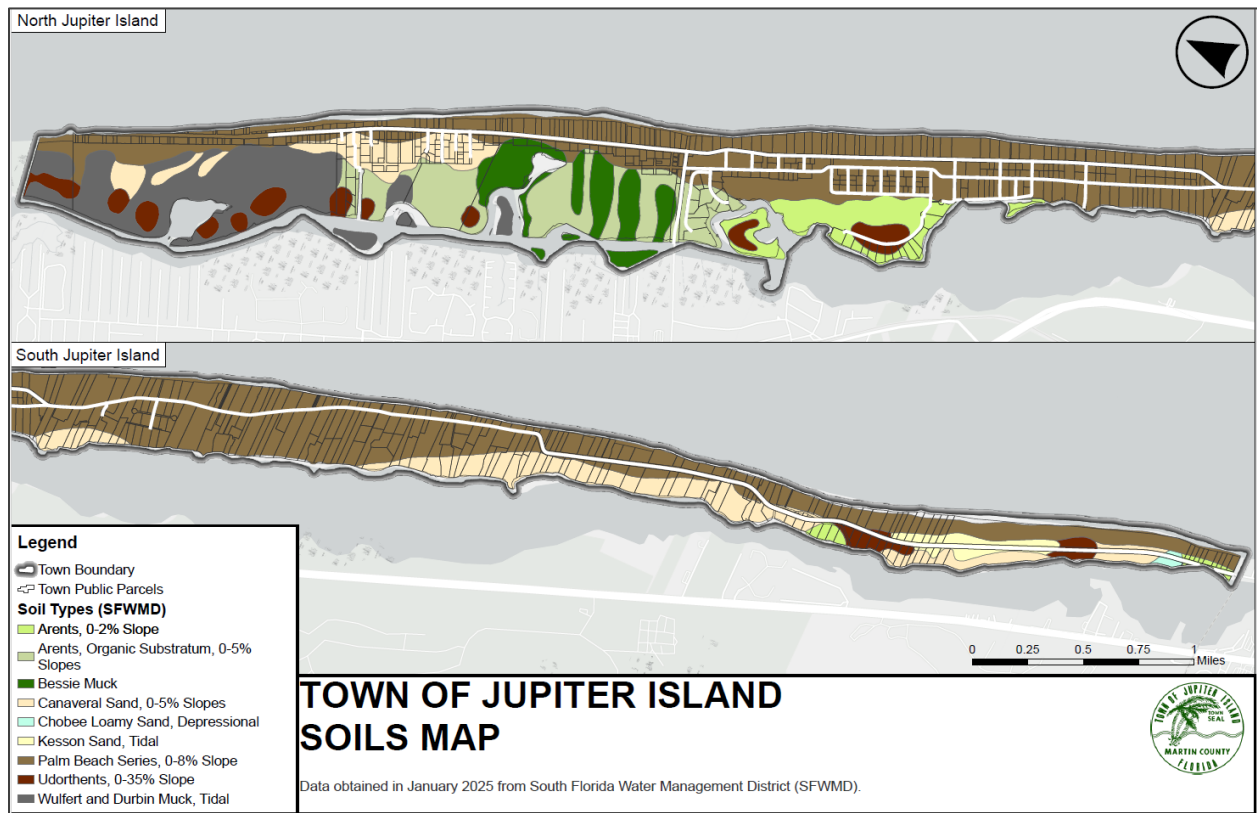 North Jupiter Island
South Jupiter Island
Legend
Town Boundary
Town Public Parcels
Soil Types (SFWMD)
Arents, 0-2% Slope
Arents, Organic Substratum, 0-5%
Slopes
Bessie Muck
Canaveral Sand, 0-5% Slopes
Chobee Loamy Sand, Depressional
Kesson Sand, Tidal
Palm Beach Series, 0-8% Slope
Udorthents, 0-35% Slope
Wulfert and Durbin Muck, Tidal
0 0.25 0.5 0.75 1
Miles
TOWN OF JUPITER ISLAND
SOILS MAP
Data obtained in January 2025 from South Florida Water Management District (SFWMD).
TOWN OF JUPITER ISLAND
TOWN
SEAL
MARTIN COUNTY
FLORIDA